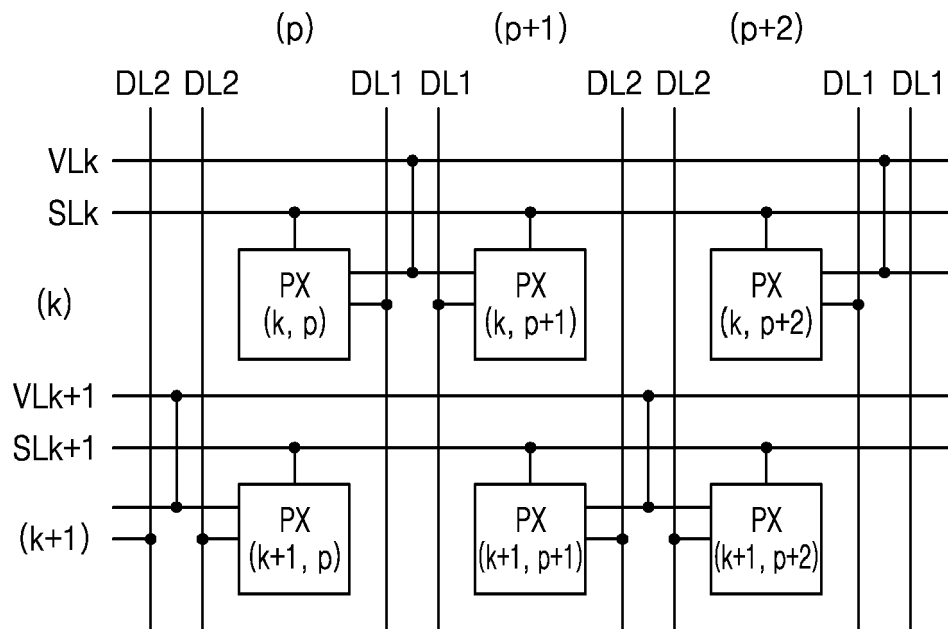 (p) (p+1) (p+2)
DL2 DL2 DL1 DL1 DL2 DL2 DL1 DL1
VLk
SLk
(k)
PX
(k, p)
PX
(k, p+1)
PX
(k, p+2)
VLk+1
SLk+1
(k+1)
PX
(k+1, p)
PX
(k+1, p+1)
PX
(k+1, p+2)